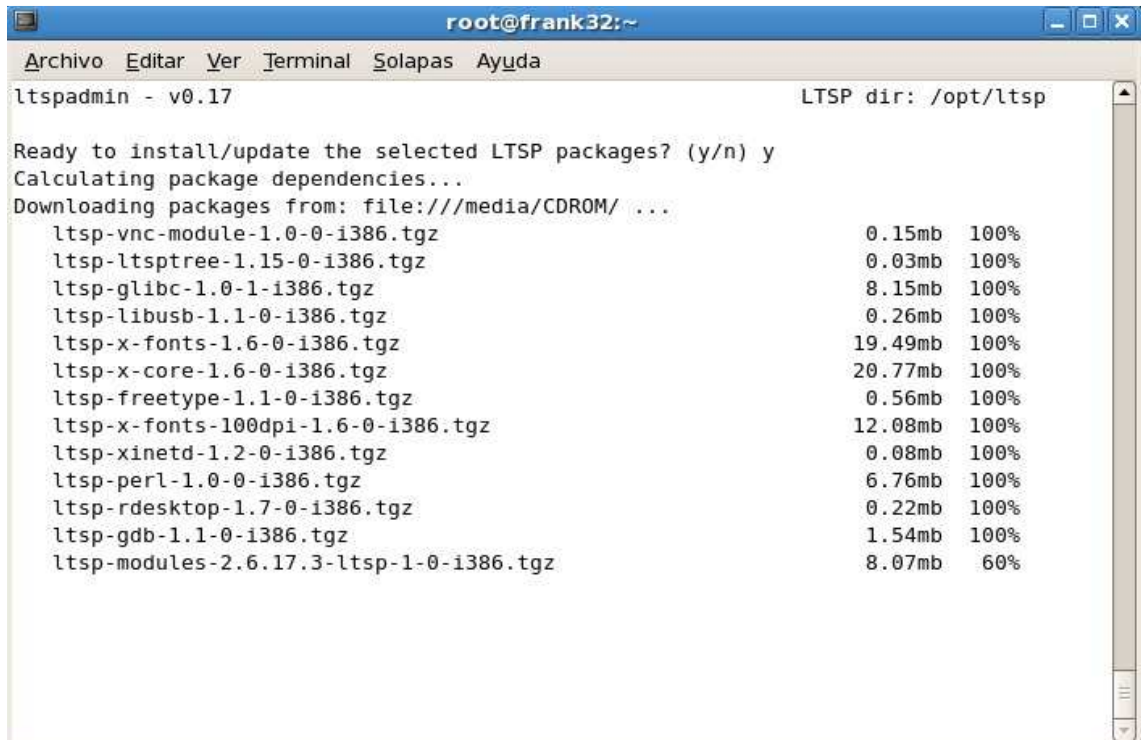 root@frank32:~
Archivo Editar Ver Terminal Solapas Ayuda
ltspadmin - v0.17 LTSP dir: /opt/ltsp
Ready to install/update the selected LTSP packages? (y/n) y
Calculating package dependencies...
Downloading packages from: file:///media/CDROM/ ...
ltsp-vnc-module-1.0-0-i386.tgz 0.15mb 100%
ltsp-ltsptree-1.15-0-i386.tgz 0.03mb 100%
ltsp-glibc-1.0-1-i386.tgz 8.15mb 100%
ltsp-libusb-1.1-0-i386.tgz 0.26mb 100%
ltsp-x-fonts-1.6-0-i386.tgz 19.49mb 100%
ltsp-x-core-1.6-0-i386.tgz 20.77mb 100%
ltsp-freetype-1.1-0-i386.tgz 0.56mb 100%
ltsp-x-fonts-100dpi-1.6-0-i386.tgz 12.08mb 100%
ltsp-xinetd-1.2-0-i386.tgz 0.08mb 100%
ltsp-perl-1.0-0-i386.tgz 6.76mb 100%
ltsp-rdesktop-1.7-0-i386.tgz 0.22mb 100%
ltsp-gdb-1.1-0-i386.tgz 1.54mb 100%
ltsp-modules-2.6.17.3-ltsp-1-0-i386.tgz 8.07mb 60%